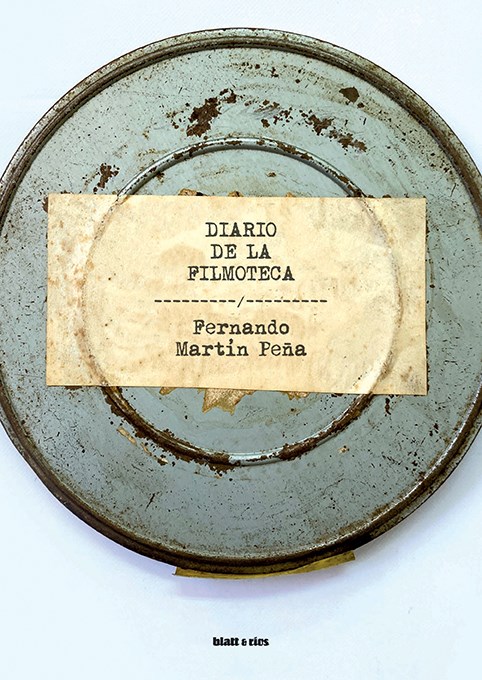 DIARIO
DE LA
FILMOTECA
---------/---------
Fernando
Martín Peña
blatt & ríos